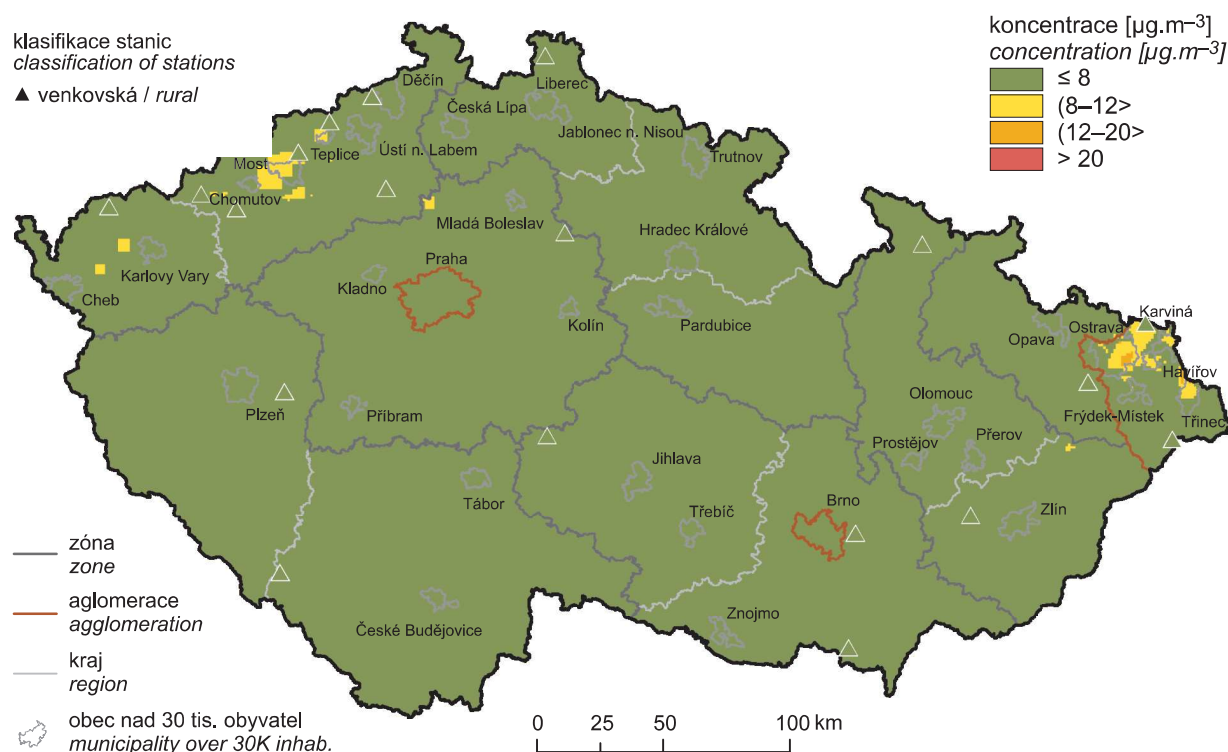 klasifikace stanic
classification of stations
▲ venkovská / rural
koncentrace [µg.m–3]
concentration [µg.m–3]
≤ 8
(8–12>
(12–20>
> 20
Děčín
Česká Lípa
Liberec
Jablonec n. Nisou
Trutnov
Teplice
Ústí n. Labem
Most
Chomutov
Mladá Boleslav
Hradec Králové
Karlovy Vary
Cheb
Praha
Kladno
Kolín
Pardubice
Opava
Ostrava
Karviná
Havířov
Plzeň
Příbram
Olomouc
Frýdek-Místek
Třinec
Prostějov
Přerov
Jihlava
Tábor
Třebíč
Brno
Zlín
České Budějovice
Znojmo
zóna
zone
aglomerace
agglomeration
kraj
region
obec nad 30 tis. obyvatel
municipality over 30K inhab.
0 25 50 100 km